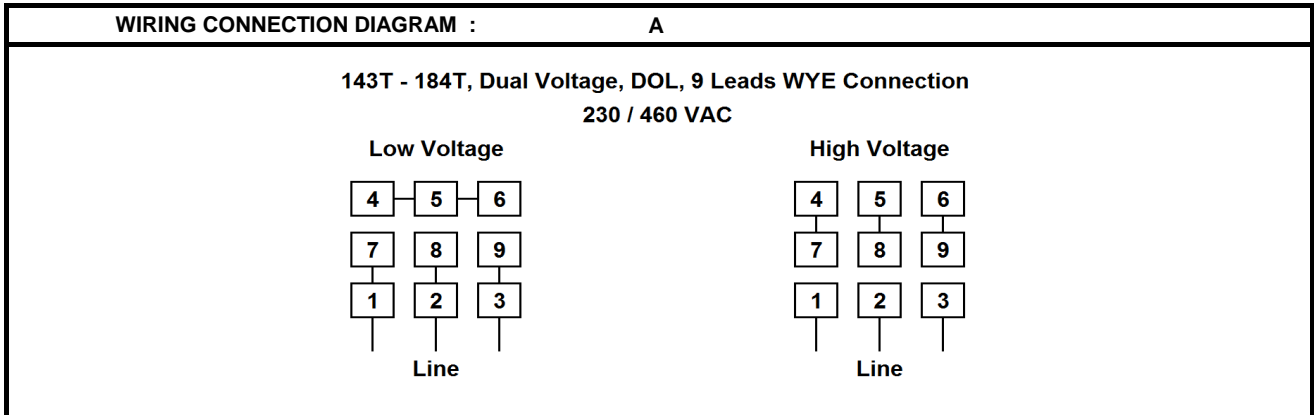 WIRING CONNECTION DIAGRAM : A
143T - 184T, Dual Voltage, DOL, 9 Leads WYE Connection
230 / 460 VAC
Low Voltage High Voltage
4 5 6 4 5 6
7 8 9 7 8 9
1 2 3 1 2 3
Line Line